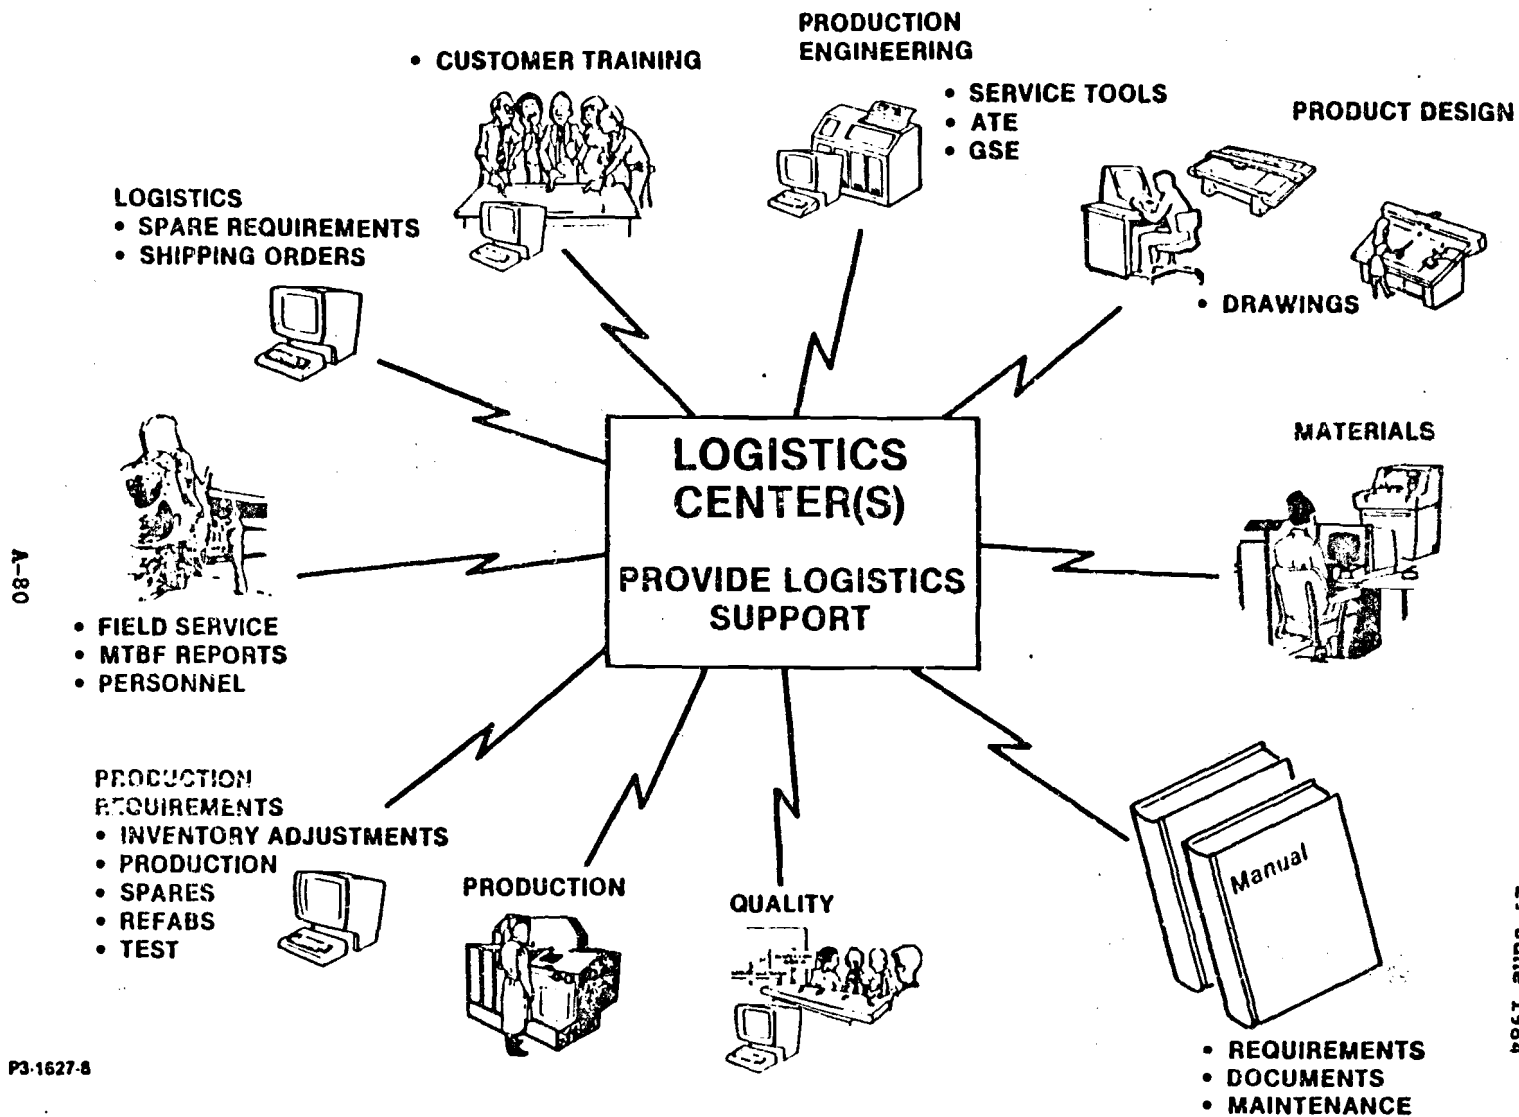 PRODUCTION
ENGINEERING
• CUSTOMER TRAINING
• SERVICE TOOLS
• ATE
• GSE
PRODUCT DESIGN
LOGISTICS
• SPARE REQUIREMENTS
• SHIPPING ORDERS
• DRAWINGS
LOGISTICS
CENTER(S)
PROVIDE LOGISTICS
SUPPORT
MATERIALS
A-80
• FIELD SERVICE
• MTBF REPORTS
• PERSONNEL
PRODUCTION
REQUIREMENTS
• INVENTORY ADJUSTMENTS
• PRODUCTION
• SPARES
• REFABS
• TEST
PRODUCTION
QUALITY
Manual
• REQUIREMENTS
• DOCUMENTS
• MAINTENANCE
June 1984
P3-1627-8